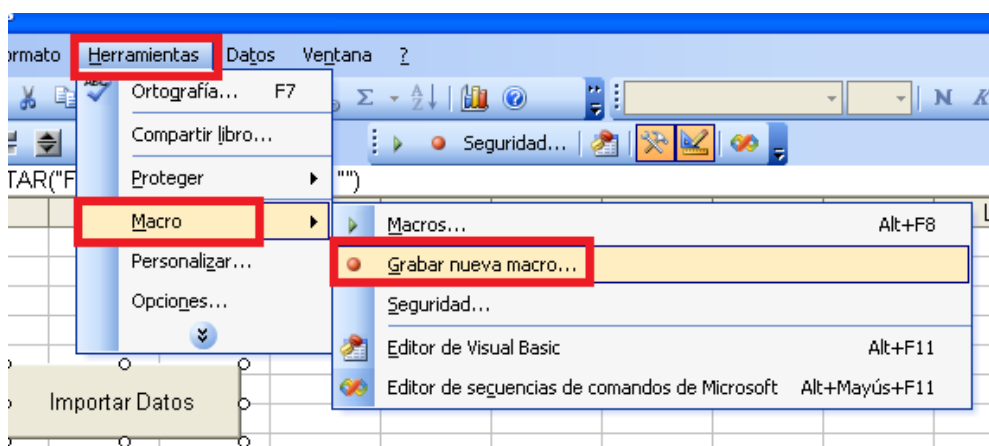 ormato Herramientas Datos Ventana ?
ABC Ortografía... F7 Σ N K
Compartir libro... Seguridad...
Proteger
TAR("F "")
Macro
Macros... Alt+F8
Personalizar...
Grabar nueva macro...
Opciones...
Seguridad...
Editor de Visual Basic Alt+F11
Editor de secuencias de comandos de Microsoft Alt+Mayús+F11
Importar Datos